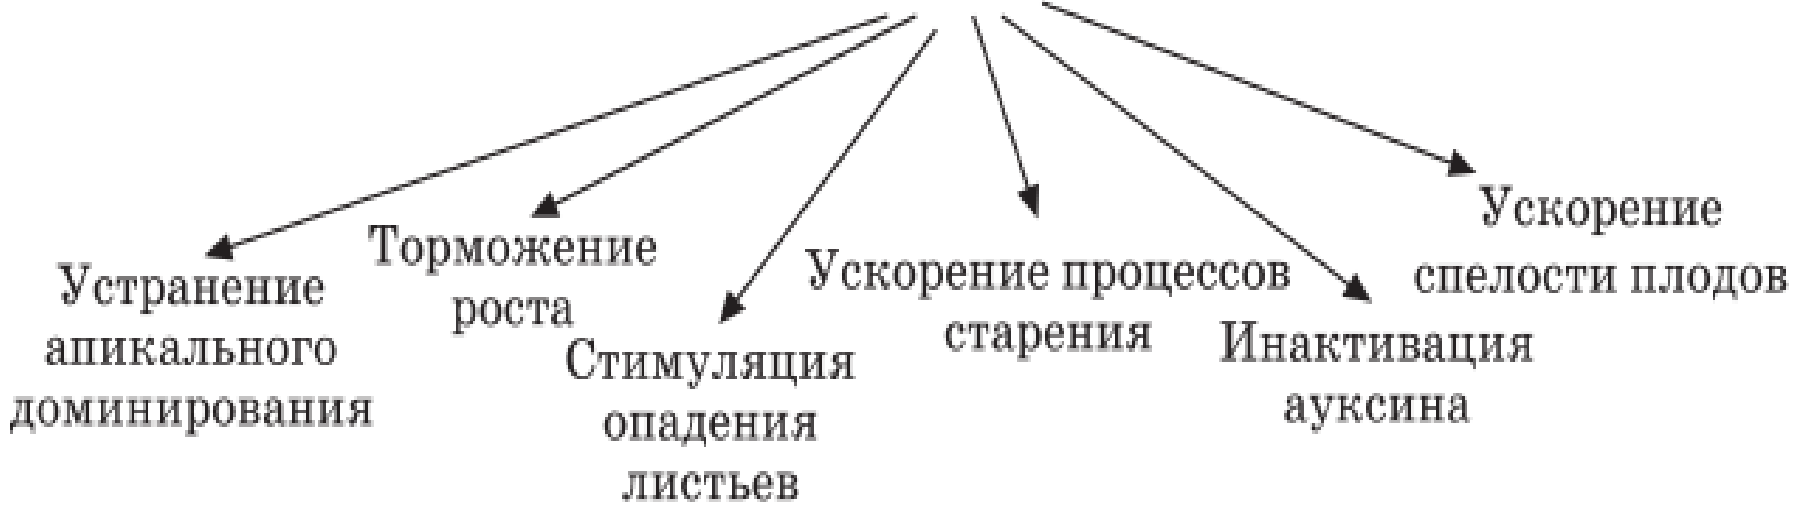 Устранение
апикального
доминирования
Торможение
роста
Стимуляция
опадения
листьев
Ускорение процессов
старения
Инактивация
ауксина
Ускорение
спелости плодов